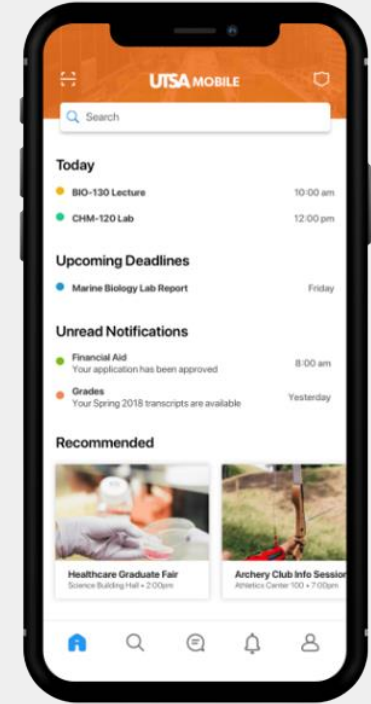 UTSA MOBILE
Search
Today
BIO-130 Lecture 10:00 am
CHM-120 Lab 12:00 pm
Upcoming Deadlines
Marine Biology Lab Report Friday
Unread Notifications
Financial Aid
Your application has been approved 8:00 am
Grades
Your Spring 2018 transcripts are available Yesterday
Recommended
Healthcare Graduate Fair
Science Building Hall • 2:00pm
Archery Club Info Session
Athletics Center 100 • 7:00pm